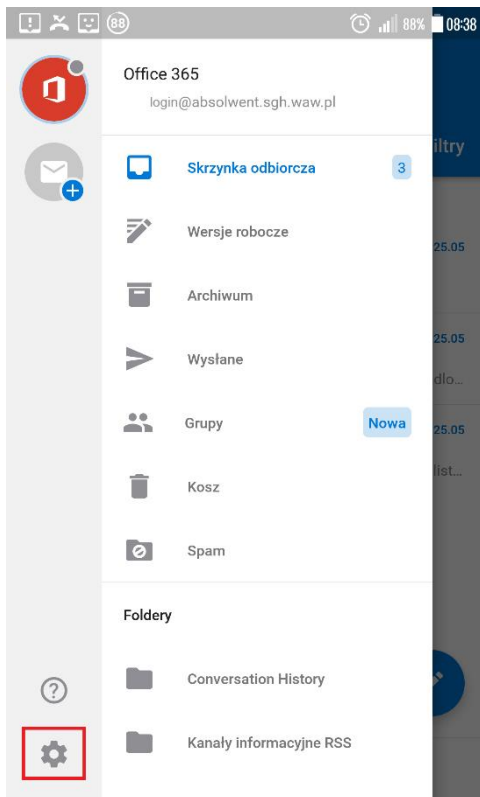 88
88%
08:38
Office 365
login@absolwent.sgh.waw.pl
iltry
Skrzynka odbiorcza 3
Wersje robocze
25.05
Archiwum
25.05
Wysłane
dlo...
Grupy Nowa
25.05
list...
Kosz
Spam
Foldery
Conversation History
Kanały informacyjne RSS